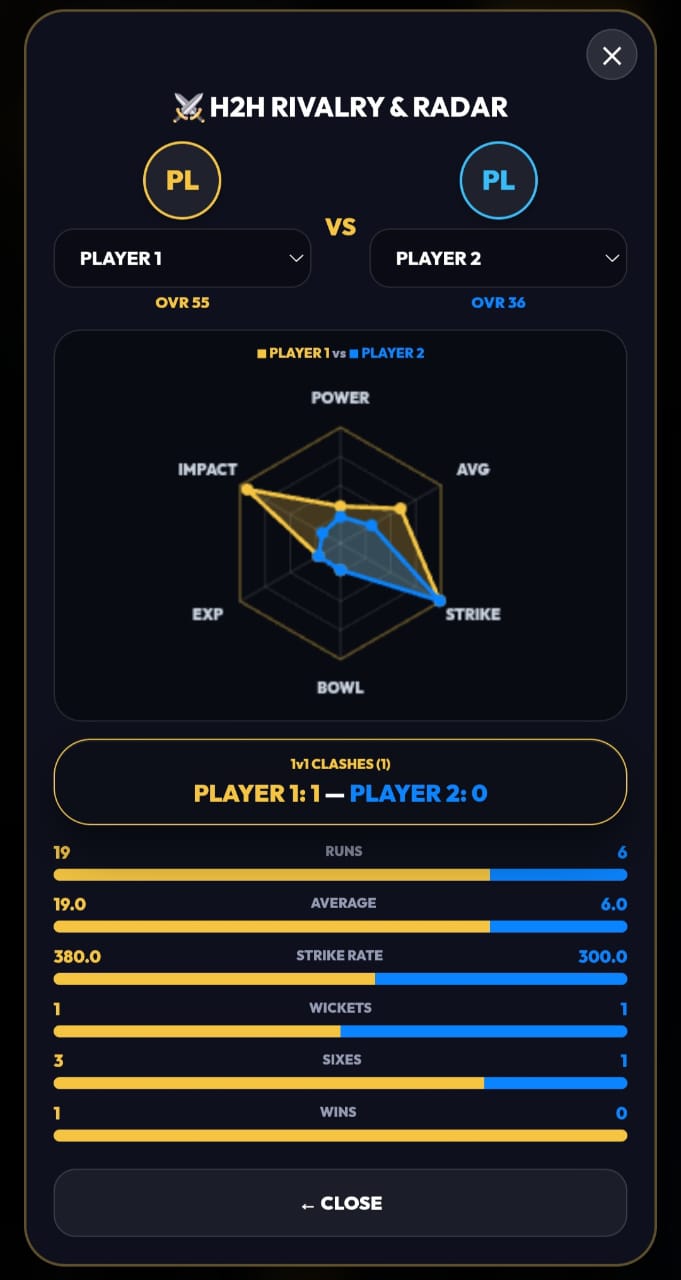 ⚔️ H2H RIVALRY & RADAR
PL
PL
VS
PLAYER 1
PLAYER 2
OVR 55
OVR 36
PLAYER 1 vs PLAYER 2
POWER
IMPACT
AVG
EXP
STRIKE
BOWL
1v1 CLASHES (1)
PLAYER 1: 1 — PLAYER 2: 0
19 RUNS 6
19.0 AVERAGE 6.0
380.0 STRIKE RATE 300.0
1 WICKETS 1
3 SIXES 1
1 WINS 0
← CLOSE